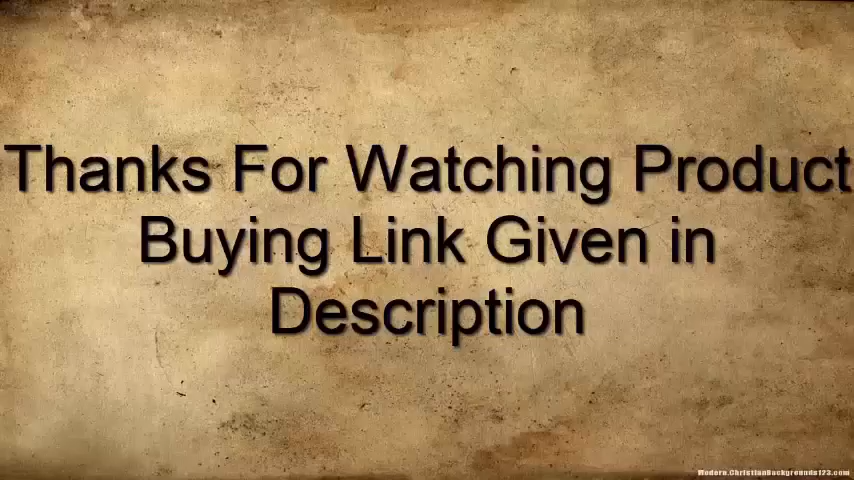 Thanks For Watching Product
Buying Link Given in
Description
Modern.ChristianBackgrounds123.com